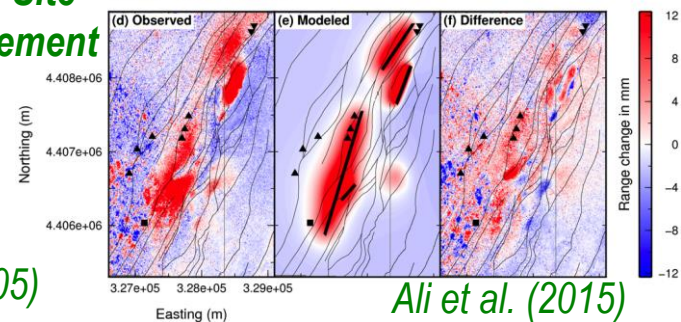 Site
ement
(d) Observed
(e) Modeled
(f) Difference
4.408e+06
4.407e+06
4.406e+06
Northing (m)
3.27e+05 3.28e+05 3.29e+05
Easting (m)
12
8
4
0
−4
−8
−12
Range change in mm
05)
Ali et al. (2015)